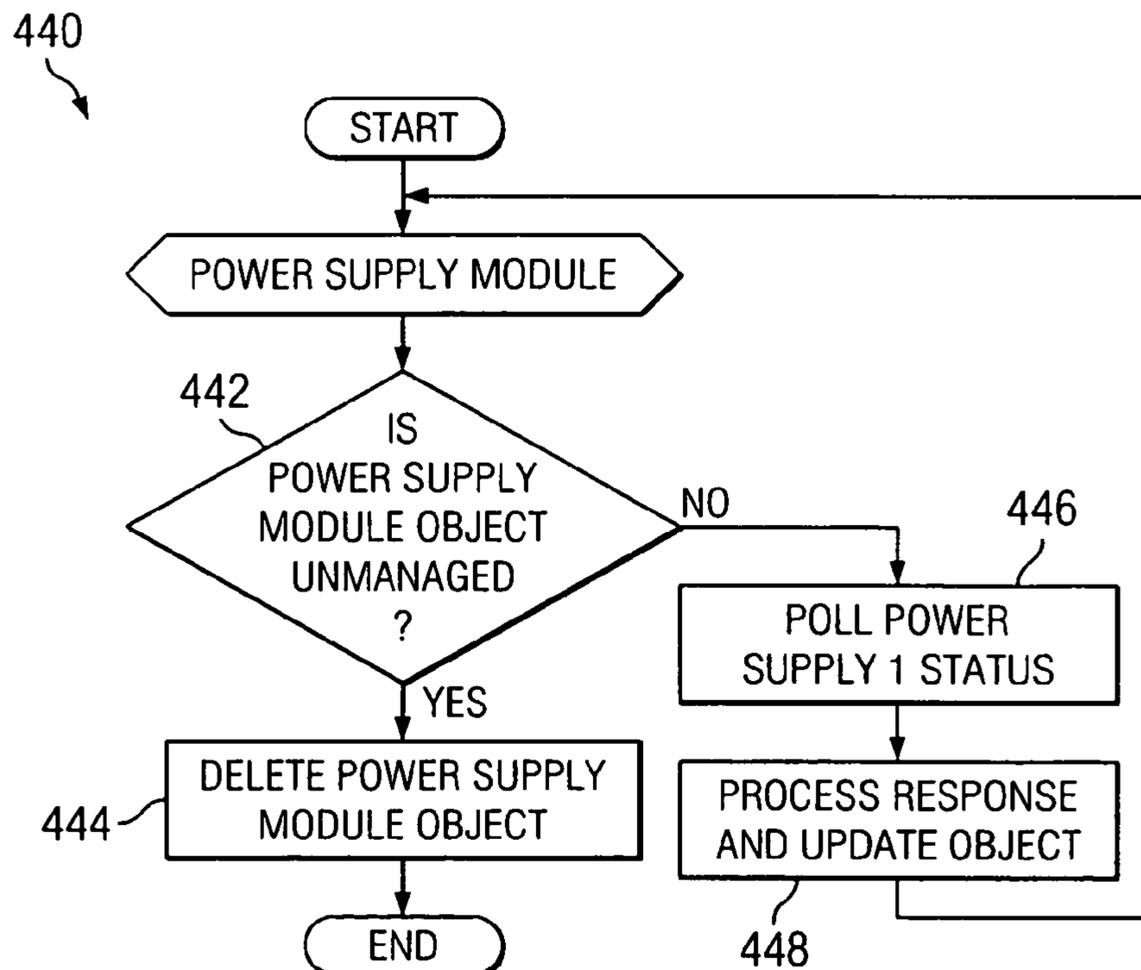 440
START
POWER SUPPLY MODULE
442
IS
POWER SUPPLY
MODULE OBJECT
UNMANAGED
?
NO
YES
446
POLL POWER
SUPPLY 1 STATUS
444
DELETE POWER SUPPLY
MODULE OBJECT
PROCESS RESPONSE
AND UPDATE OBJECT
448
END